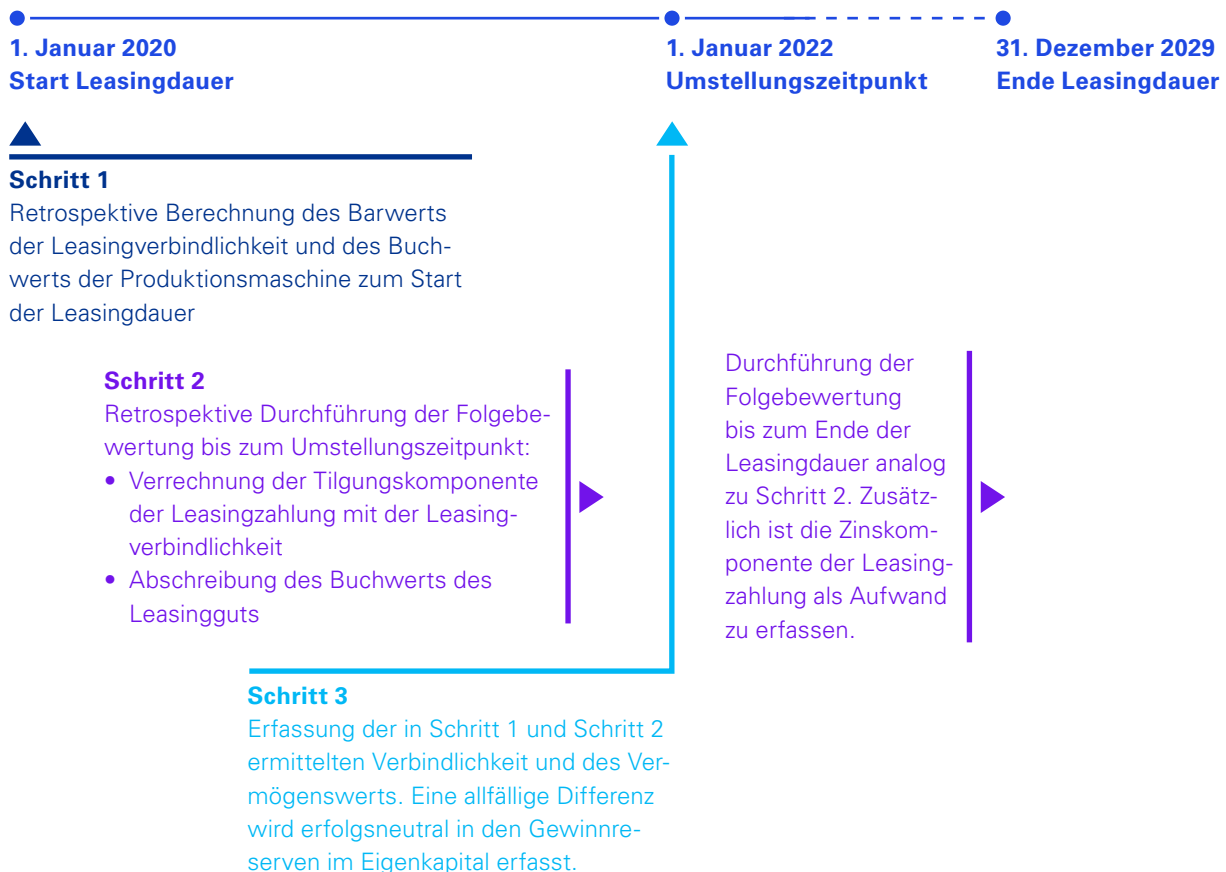 1. Januar 2020
Start Leasingdauer
1. Januar 2022
Umstellungszeitpunkt
31. Dezember 2029
Ende Leasingdauer
Schritt 1
Retrospektive Berechnung des Barwerts
der Leasingverbindlichkeit und des Buch-
werts der Produktionsmaschine zum Start
der Leasingdauer
Schritt 2
Retrospektive Durchführung der Folgebe-
wertung bis zum Umstellungszeitpunkt:
• Verrechnung der Tilgungskomponente
der Leasingzahlung mit der Leasing-
verbindlichkeit
• Abschreibung des Buchwerts des
Leasingguts
Durchführung der
Folgebewertung
bis zum Ende der
Leasingdauer analog
zu Schritt 2. Zusätz-
lich ist die Zinskom-
ponente der Leasing-
zahlung als Aufwand
zu erfassen.
Schritt 3
Erfassung der in Schritt 1 und Schritt 2
ermittelten Verbindlichkeit und des Ver-
mögenswerts. Eine allfällige Differenz
wird erfolgsneutral in den Gewinnre-
serven im Eigenkapital erfasst.